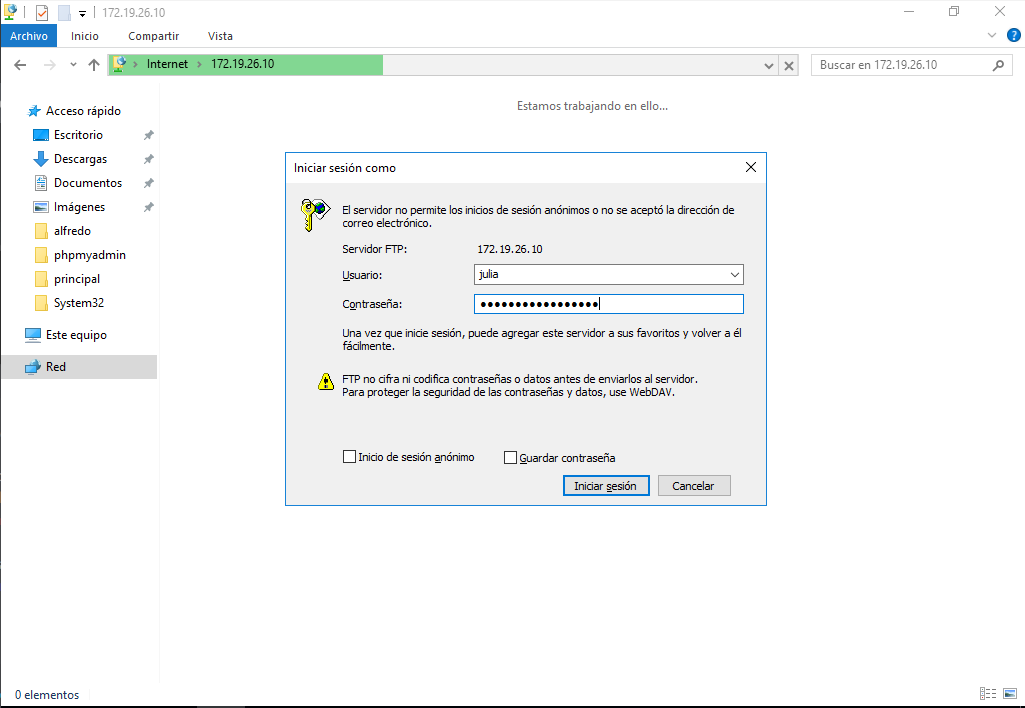 172.19.26.10
Archivo Inicio Compartir Vista
Internet 172.19.26.10
Buscar en 172.19.26.10
Estamos trabajando en ello...
Acceso rápido
Escritorio
Descargas
Documentos
Imágenes
alfredo
phpmyadmin
principal
System32
Este equipo
Red
Iniciar sesión como
El servidor no permite los inicios de sesión anónimos o no se aceptó la dirección de
correo electrónico.
Servidor FTP: 172.19.26.10
Usuario: julia
Contraseña: •••••••••••••••••
Una vez que inicie sesión, puede agregar este servidor a sus favoritos y volver a él
fácilmente.
FTP no cifra ni codifica contraseñas o datos antes de enviarlos al servidor.
Para proteger la seguridad de las contraseñas y datos, use WebDAV.
Inicio de sesión anónimo Guardar contraseña
Iniciar sesión Cancelar
0 elementos